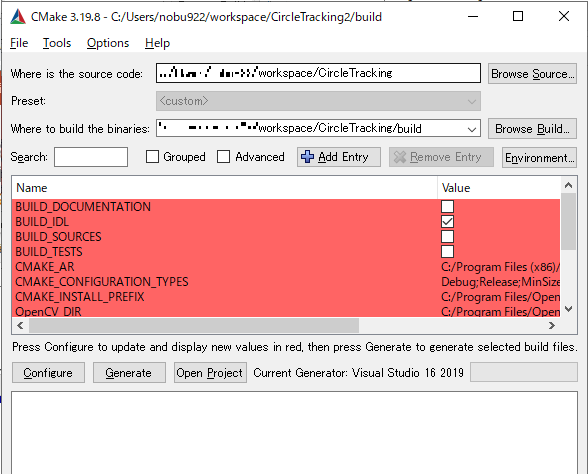 CMake 3.19.8 - C:/Users/nobu922/workspace/CircleTracking2/build
File Tools Options Help
Where is the source code: /workspace/CircleTracking Browse Source...
Preset: <custom>
Where to build the binaries: /workspace/CircleTracking/build Browse Build...
Search: Grouped Advanced Add Entry Remove Entry Environment...
Name Value
BUILD_DOCUMENTATION
BUILD_IDL
BUILD_SOURCES
BUILD_TESTS
CMAKE_AR C:/Program Files (x86)/
CMAKE_CONFIGURATION_TYPES Debug;Release;MinSize
CMAKE_INSTALL_PREFIX C:/Program Files/Open
OpenCV_DIR C:/Program Files/Open
Press Configure to update and display new values in red, then press Generate to generate selected build files.
Configure Generate Open Project Current Generator: Visual Studio 16 2019